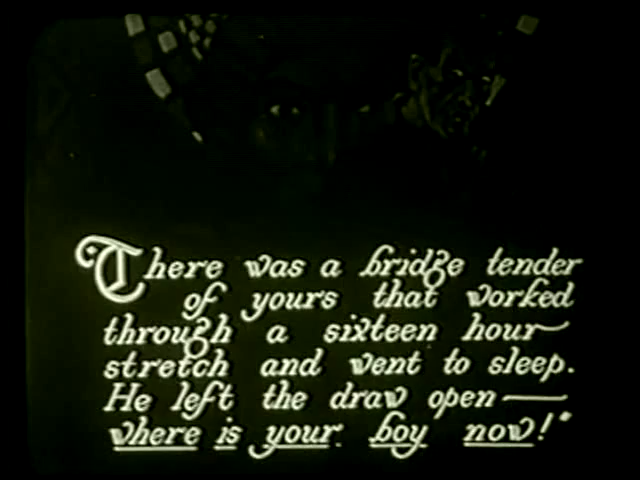 There was a bridge tender
of yours that worked
through a sixteen hour
stretch and went to sleep.
He left the draw open —
where is your boy now!"